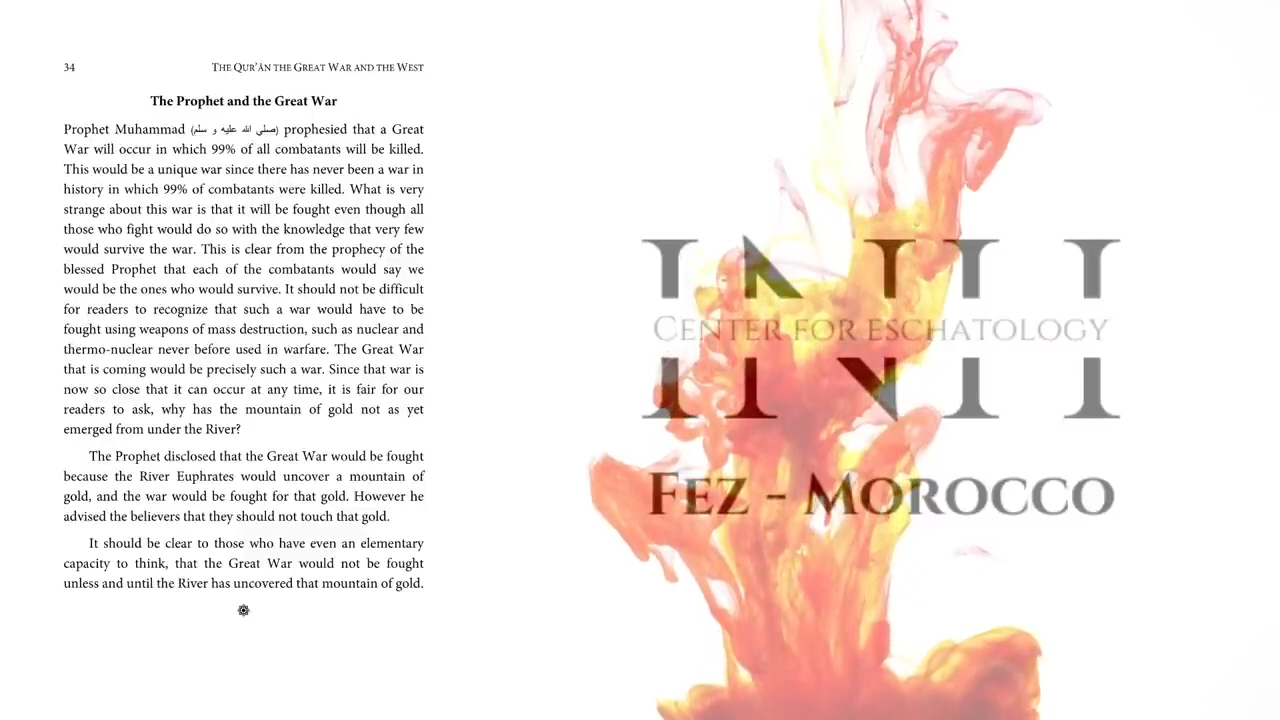 34 THE QUR'ĀN THE GREAT WAR AND THE WEST
The Prophet and the Great War
Prophet Muhammad (صلي الله عليه و سلم) prophesied that a Great
War will occur in which 99% of all combatants will be killed.
This would be a unique war since there has never been a war in
history in which 99% of combatants were killed. What is very
strange about this war is that it will be fought even though all
those who fight would do so with the knowledge that very few
would survive the war. This is clear from the prophecy of the
blessed Prophet that each of the combatants would say we
would be the ones who would survive. It should not be difficult
for readers to recognize that such a war would have to be
fought using weapons of mass destruction, such as nuclear and
thermo-nuclear never before used in warfare. The Great War
that is coming would be precisely such a war. Since that war is
now so close that it can occur at any time, it is fair for our
readers to ask, why has the mountain of gold not as yet
emerged from under the River?
The Prophet disclosed that the Great War would be fought
because the River Euphrates would uncover a mountain of
gold, and the war would be fought for that gold. However he
advised the believers that they should not touch that gold.
It should be clear to those who have even an elementary
capacity to think, that the Great War would not be fought
unless and until the River has uncovered that mountain of gold.
INH
CENTER FOR ESCHATOLOGY
FEZ - MOROCCO